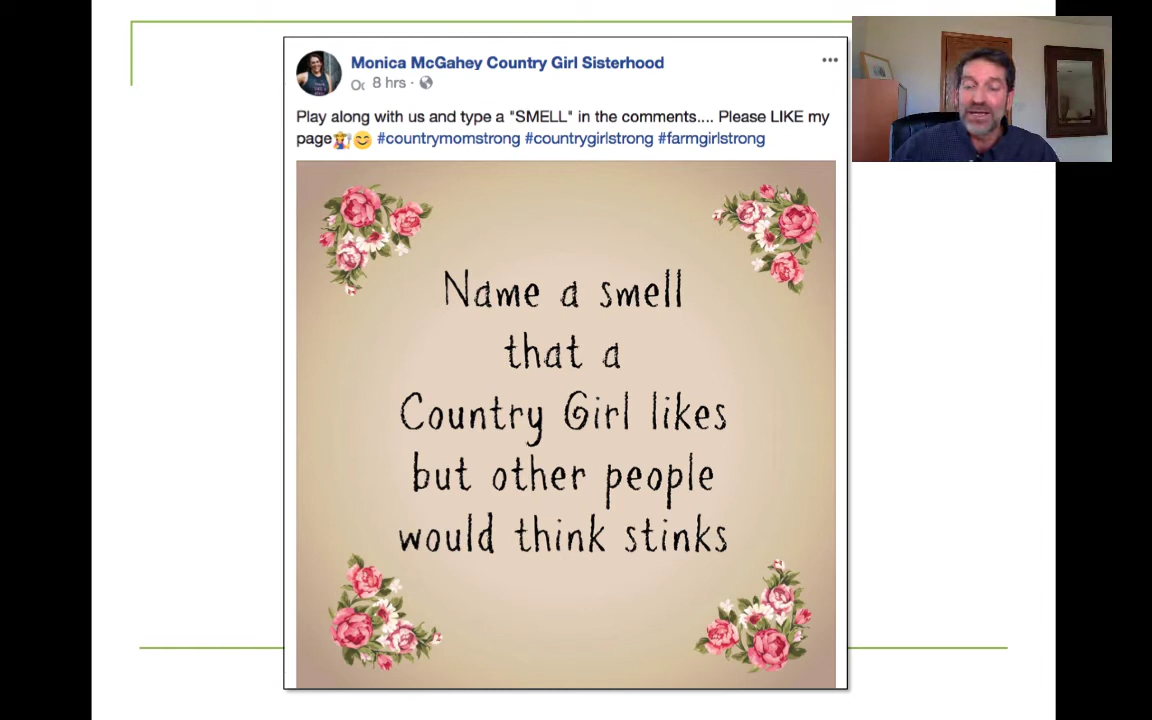 Monica McGahey Country Girl Sisterhood
8 hrs ·
Play along with us and type a "SMELL" in the comments.... Please LIKE my
page #countrymomstrong #countrygirlstrong #farmgirlstrong
Name a smell
that a
Country Girl likes
but other people
would think stinks